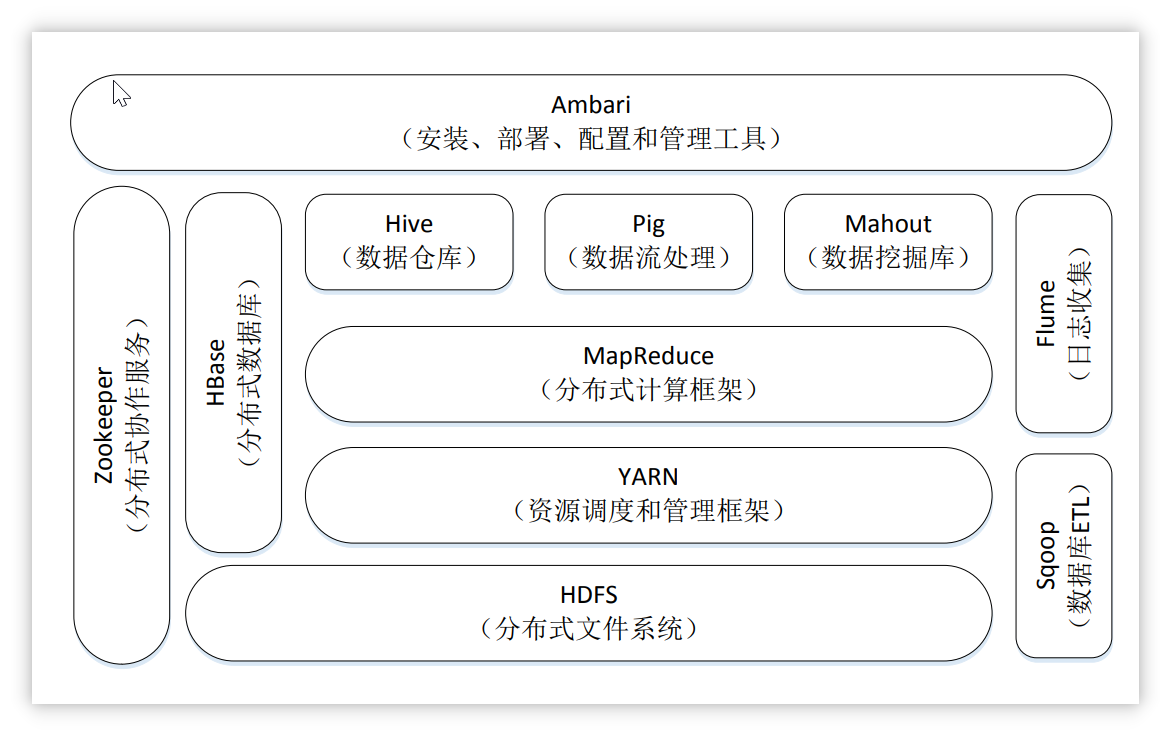 Ambari
（安装、部署、配置和管理工具）
Zookeeper
（分布式协作服务）
HBase
（分布式数据库）
Hive
（数据仓库）
Pig
（数据流处理）
Mahout
（数据挖掘库）
Flume
（日志收集）
MapReduce
（分布式计算框架）
YARN
（资源调度和管理框架）
Sqoop
（数据库ETL）
HDFS
（分布式文件系统）